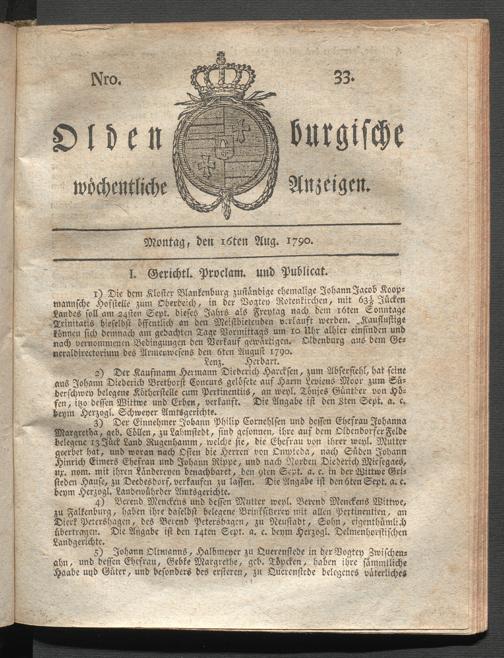 Nro. 33.
Oldenburgische
wöchentliche Anzeigen.
Montag, den 16ten Aug. 1790.
I. Gerichtl. Proclam. und Publicat.
1) Die dem Kloster Blankenburg zuständige ehemalige Johann Jacob Koop-
mannsche Hofstelle zum Oberdeich, in der Vogtey Rotenkirchen, mit 63½ Jücken
Landes soll am 24sten Sept. dieses Jahrs als Freytag nach dem 16ten Sonntage
Trinitatis hieselbst öffentlich an den Meistbietenden verkauft werden. Kauflustige
können sich demnach am gedachten Tage Vormittags um 10 Uhr alhier einfinden und
nach vernommenen Bedingungen den Verkauf gewärtigen. Oldenburg aus dem Ge-
neraldirectorium des Armenwesens den 6ten August 1790.
Lenz. Herbart.
2) Der Kaufmann Hermann Diederich Harcksen, zum Abserfiehl, hat seine
aus Johann Diederich Brethorst Concurs gelösete auf Harm Leviens Moor zum Sü-
derschwey belegene Kötherstelle cum Pertinentiis, an weyl. Tönjes Günther von Hö-
fen, itzo dessen Wittwe und Erben, verkauft. Die Angabe ist den 8ten Sept. a. c.
beym Herzogl. Schweyer Amtsgerichte.
3) Der Einnehmer Johann Philip Cornelssen und dessen Ehefrau Johanna
Margretha, geb. Cöllen, zu Lahmstedt, sind gesonnen, ihre auf dem Oldendorfer Felde
belegene 13 Jück Land Rugenhamm, welche sie, die Ehefrau von ihrer weyl. Mutter
geerbet hat, und woran nach Osten die Herren von Onwteda, nach Süden Johann
Hinrich Eimers Ehefrau und Johann Rippe, und nach Norden Diederich Misegaes,
ux. nom. mit ihren Ländereyen benachbart, den 9ten Sept. a. c. in der Wittwe Gri-
steden Hause, zu Deedesdorf, verkaufen zu lassen. Die Angabe ist den 6ten Sept. a. c.
beym Herzogl. Landwührder Amtsgerichte.
4) Berend Menckens und dessen Mutter weyl. Berend Menckens Wittwe,
zu Falkenburg, haben ihre daselbst belegene Brinksitzerey mit allen Pertinentien, an
Dierk Petershagen, des Berend Petershagen, zu Neustadt, Sohn, eigenthümlich
übertragen. Die Angabe ist den 14ten Sept. a. c. beym Herzogl. Delmenhorstischen
Landgerichte.
5) Johann Oltmanns, Halbmeyer zu Querenstede in der Vogtey Zwischen-
ahn, und dessen Ehefrau, Gebke Margrethe, geb. Töpcken, haben ihre sämmtliche
Haabe und Güter, und besonders des ersteren, zu Querenstede belegenes väterliches